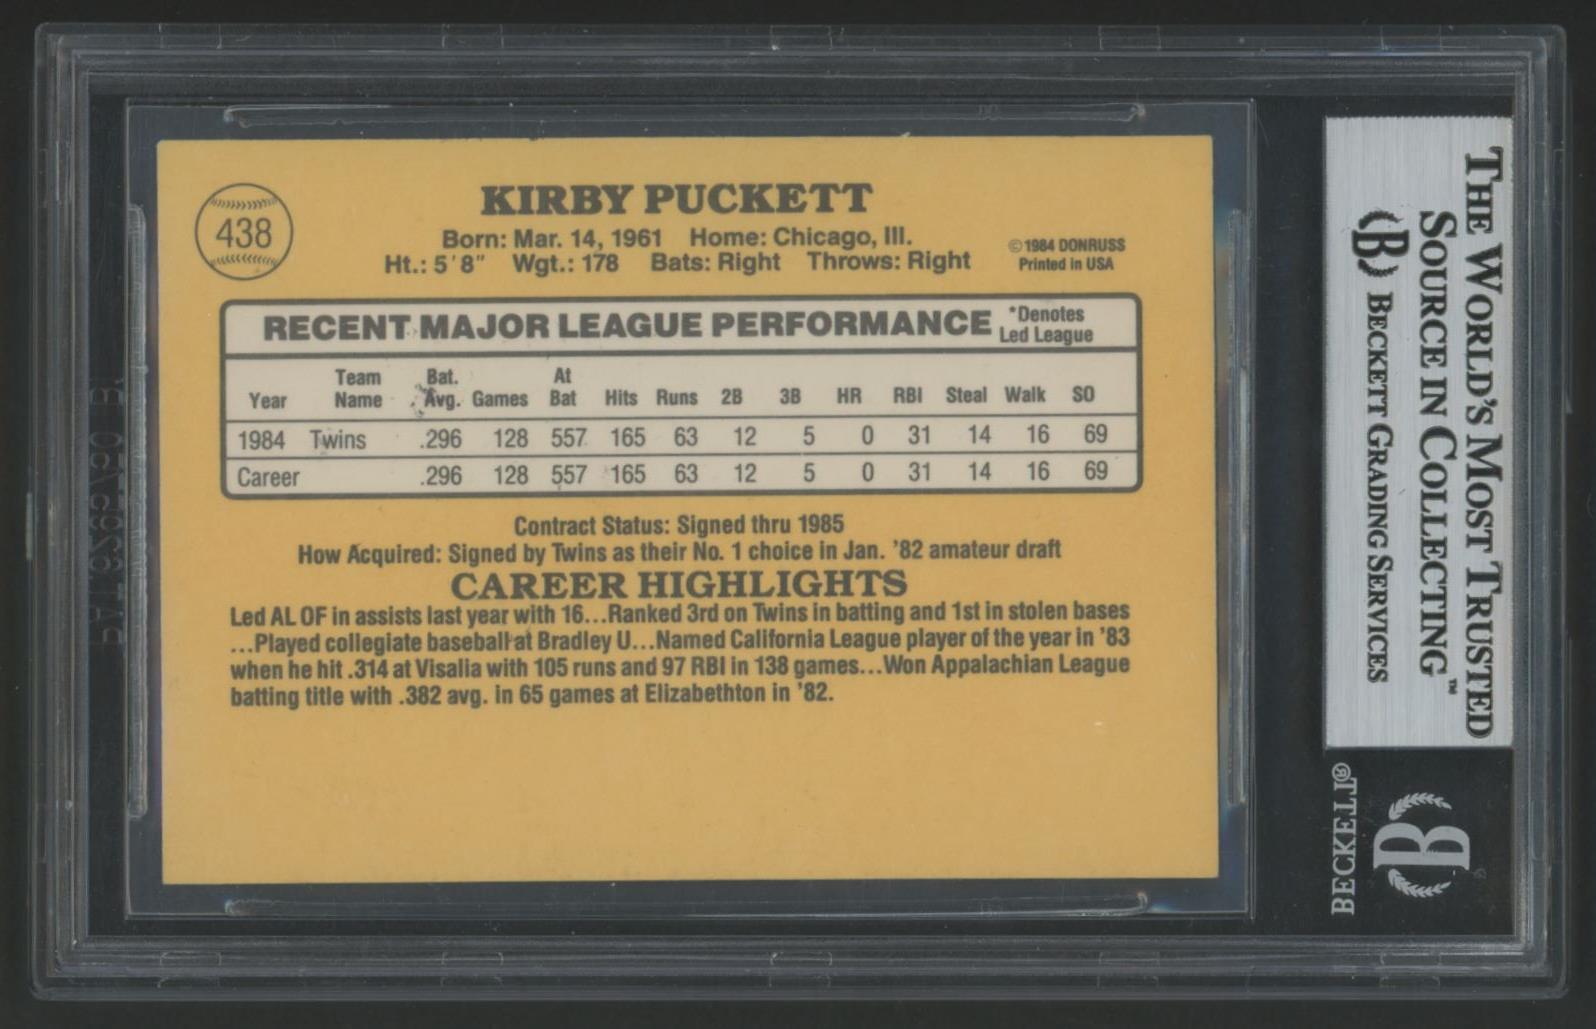 438
KIRBY PUCKETT
Born: Mar. 14, 1961 Home: Chicago, Ill.
Ht.: 5'8" Wgt.: 178 Bats: Right Throws: Right
©1984 DONRUSS
Printed in USA
RECENT MAJOR LEAGUE PERFORMANCE
*Denotes
Led League
Year Team Name Bat. Avg. Games At Bat Hits Runs 2B 3B HR RBI Steal Walk SO
1984 Twins .296 128 557 165 63 12 5 0 31 14 16 69
Career .296 128 557 165 63 12 5 0 31 14 16 69
Contract Status: Signed thru 1985
How Acquired: Signed by Twins as their No. 1 choice in Jan. '82 amateur draft
CAREER HIGHLIGHTS
Led AL OF in assists last year with 16...Ranked 3rd on Twins in batting and 1st in stolen bases
...Played collegiate baseball at Bradley U...Named California League player of the year in '83
when he hit .314 at Visalia with 105 runs and 97 RBI in 138 games...Won Appalachian League
batting title with .382 avg. in 65 games at Elizabethton in '82.
THE WORLD'S MOST TRUSTED
SOURCE IN COLLECTING™
B BECKETT GRADING SERVICES
B
BECKETT®